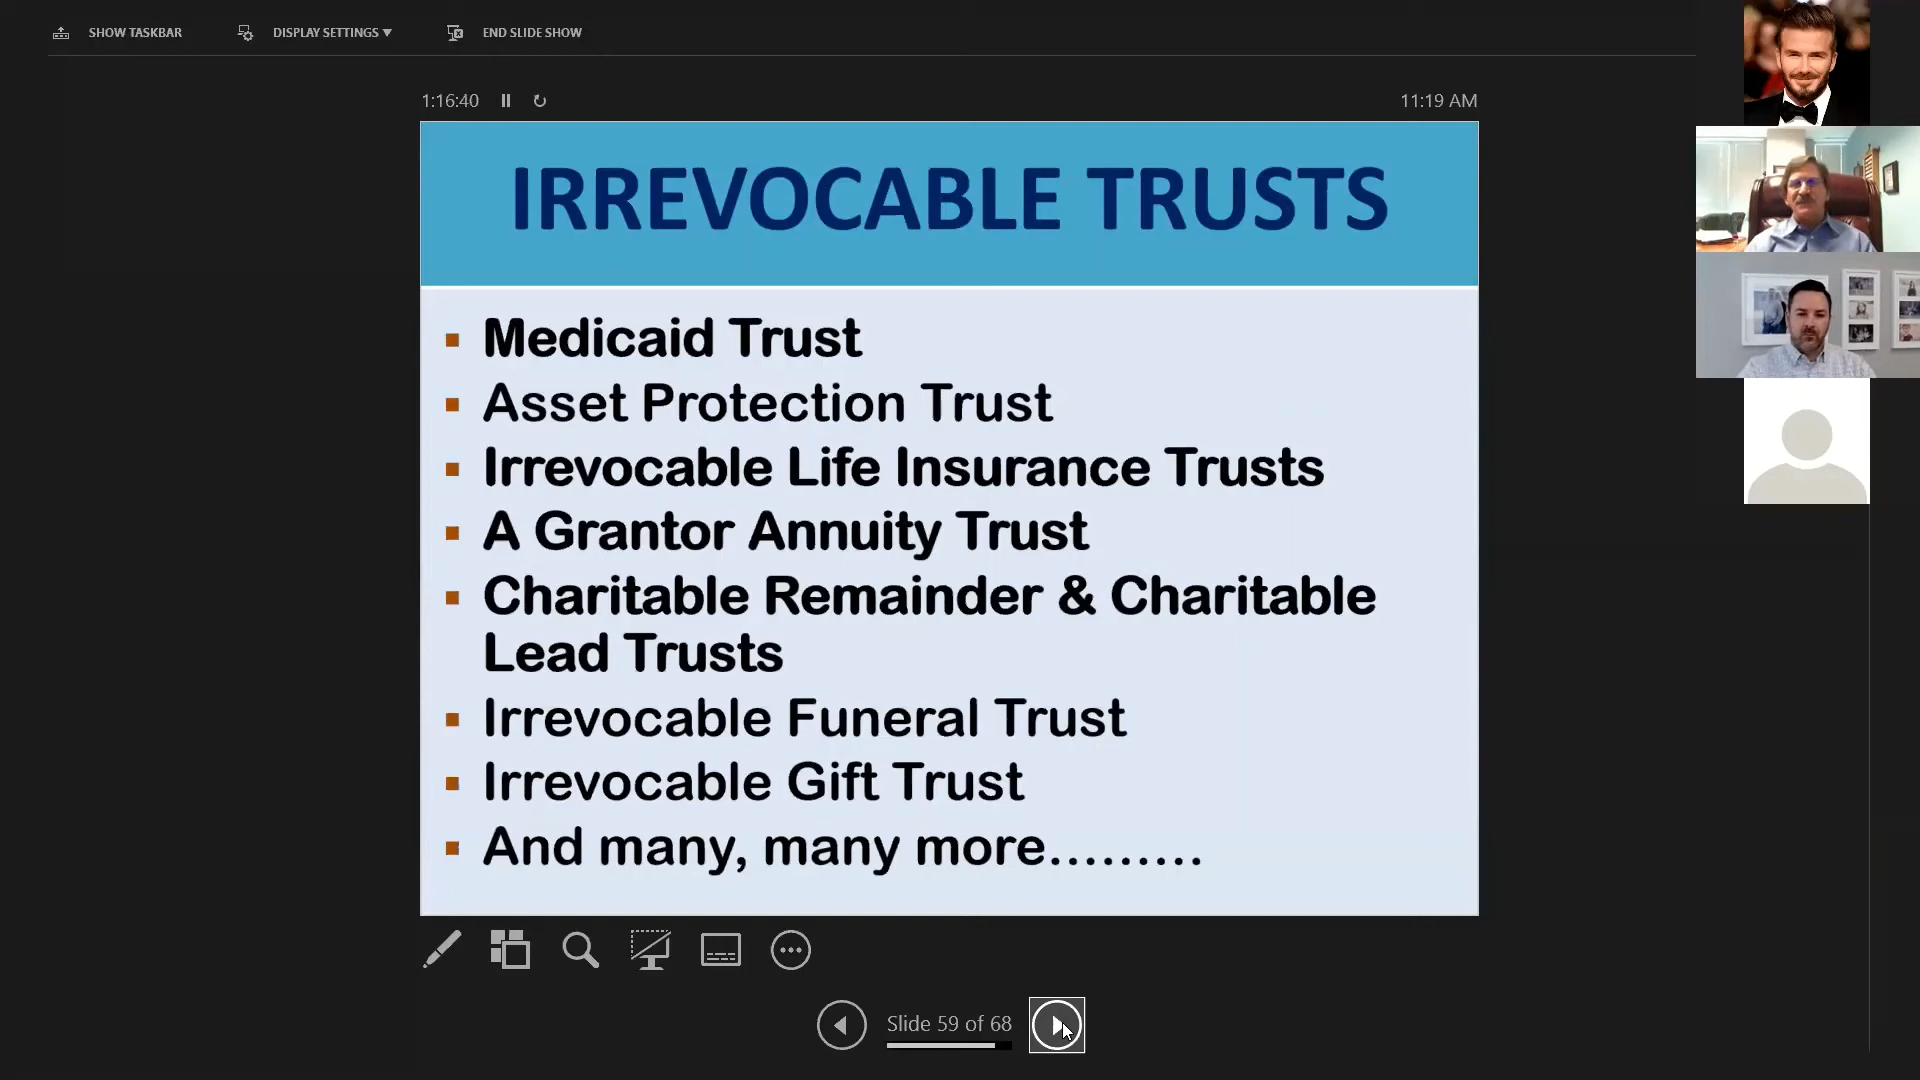 SHOW TASKBAR
DISPLAY SETTINGS ▼
END SLIDE SHOW
1:16:40
11:19 AM
IRREVOCABLE TRUSTS
▪ Medicaid Trust
▪ Asset Protection Trust
▪ Irrevocable Life Insurance Trusts
▪ A Grantor Annuity Trust
▪ Charitable Remainder & Charitable
Lead Trusts
▪ Irrevocable Funeral Trust
▪ Irrevocable Gift Trust
▪ And many, many more.........
Slide 59 of 68